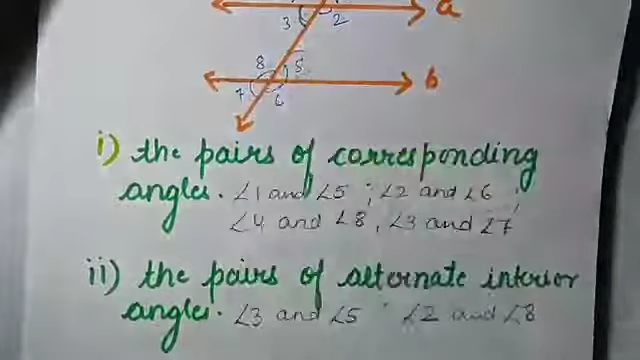 a
3 2
8 5
b
7 6
i) the pairs of corresponding
angles. ∠1 and ∠5 ; ∠2 and ∠6 ;
∠4 and ∠8, ∠3 and ∠7
ii) the pairs of alternate interior
angles. ∠3 and ∠5 ∠2 and ∠8